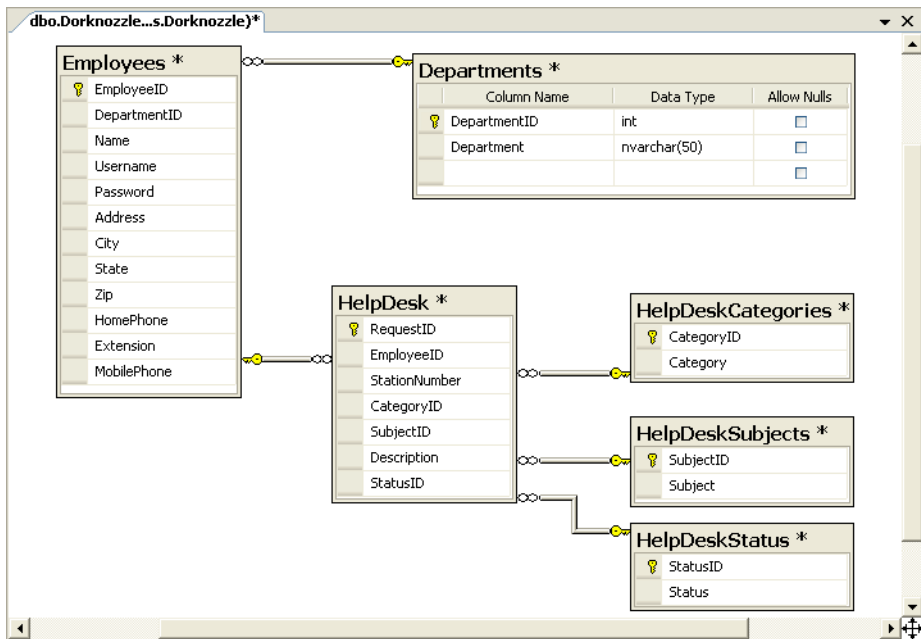 dbo.Dorknozzle...s.Dorknozzle)*
Employees *
EmployeeID
DepartmentID
Name
Username
Password
Address
City
State
Zip
HomePhone
Extension
MobilePhone
Departments *
Column Name Data Type Allow Nulls
DepartmentID int
Department nvarchar(50)
HelpDesk *
RequestID
EmployeeID
StationNumber
CategoryID
SubjectID
Description
StatusID
HelpDeskCategories *
CategoryID
Category
HelpDeskSubjects *
SubjectID
Subject
HelpDeskStatus *
StatusID
Status